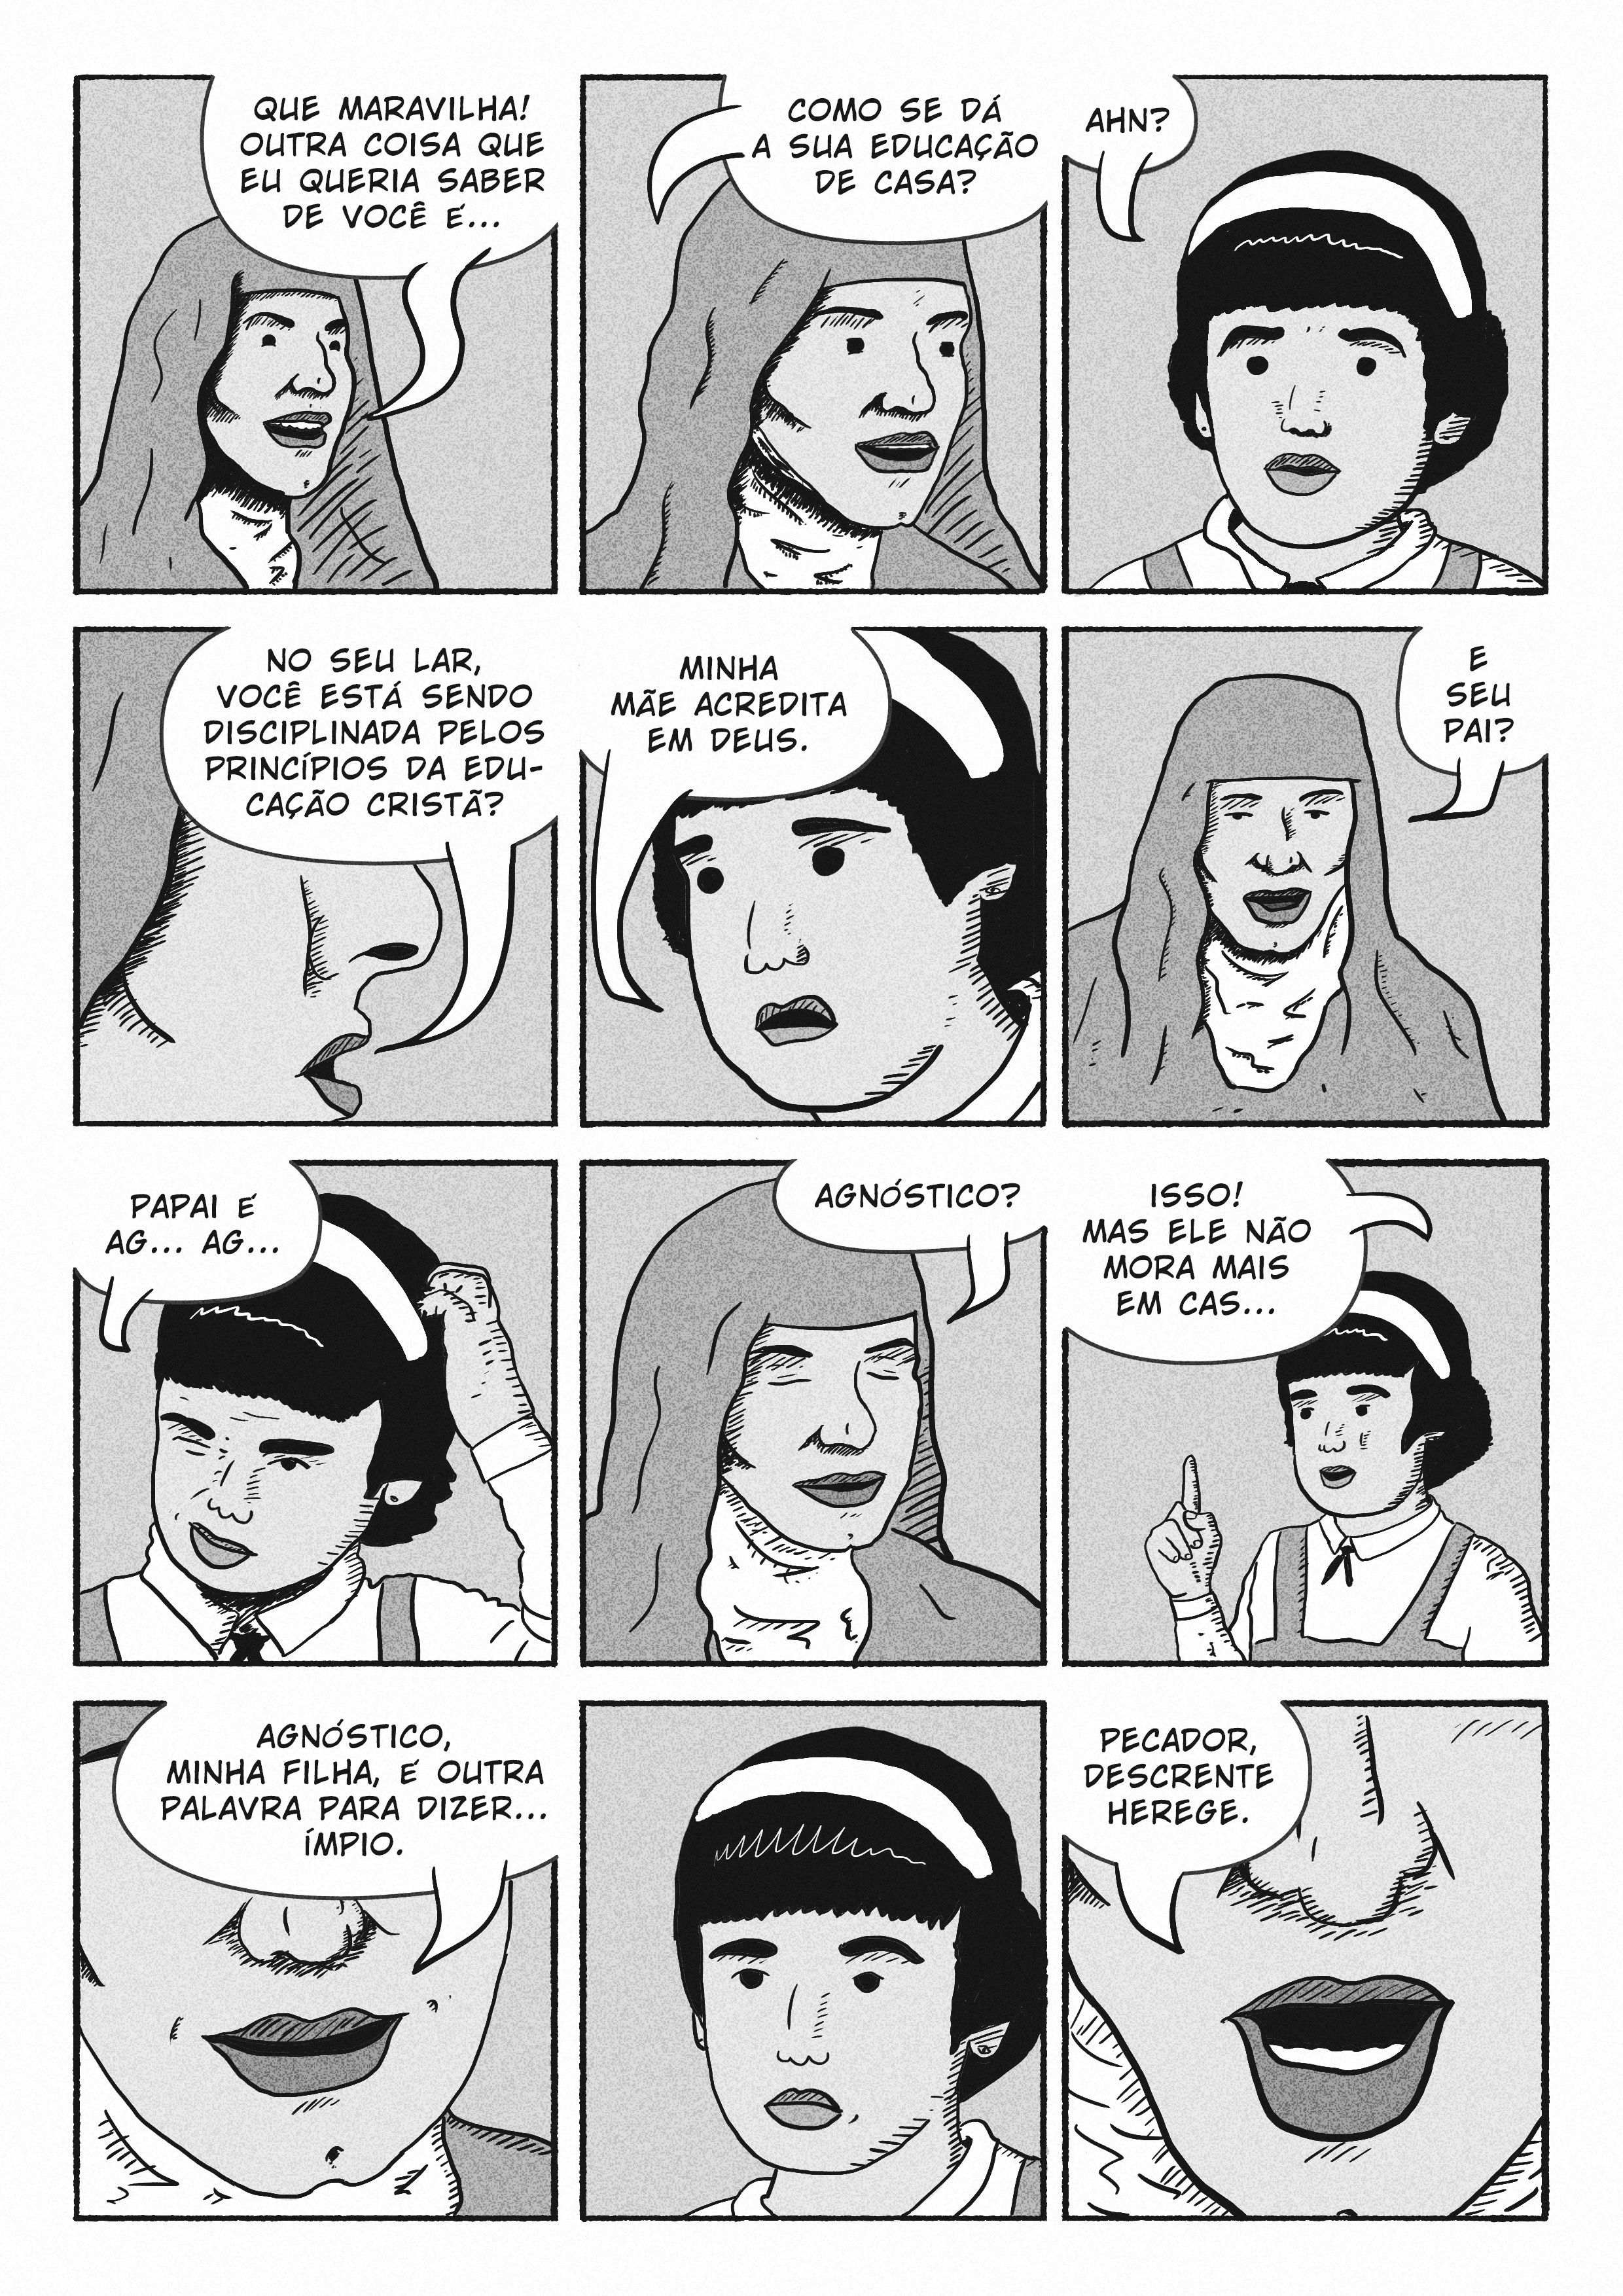 QUE MARAVILHA!
OUTRA COISA QUE
EU QUERIA SABER
DE VOCÊ É...
COMO SE DÁ
A SUA EDUCAÇÃO
DE CASA?
AHN?
NO SEU LAR,
VOCÊ ESTÁ SENDO
DISCIPLINADA PELOS
PRINCÍPIOS DA EDU-
CAÇÃO CRISTÃ?
MINHA
MÃE ACREDITA
EM DEUS.
E
SEU
PAI?
PAPAI É
AG... AG...
AGNÓSTICO?
ISSO!
MAS ELE NÃO
MORA MAIS
EM CAS...
AGNÓSTICO,
MINHA FILHA, É OUTRA
PALAVRA PARA DIZER...
ÍMPIO.
PECADOR,
DESCRENTE
HEREGE.